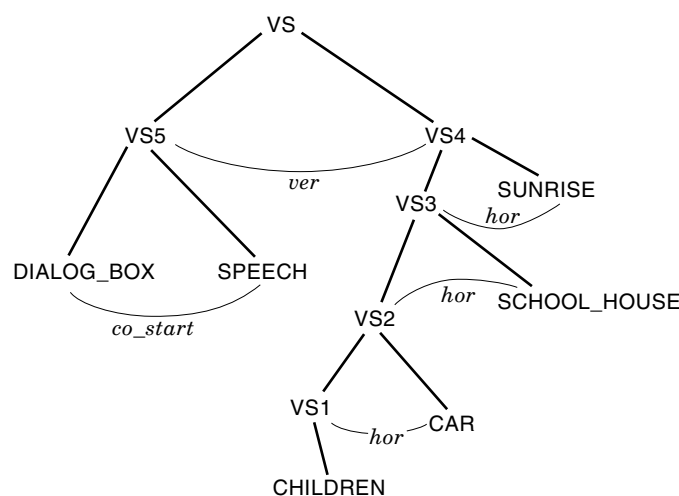 VS
VS5
VS4
ver
SUNRISE
VS3
hor
DIALOG_BOX
SPEECH
hor
SCHOOL_HOUSE
VS2
co_start
VS1
hor
CAR
CHILDREN